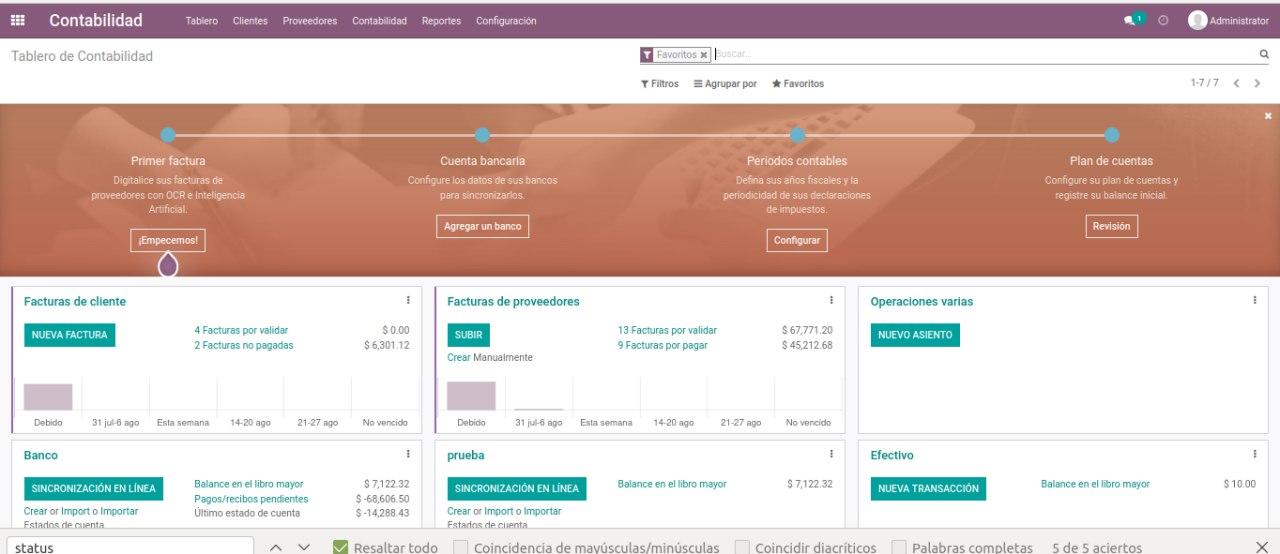 Contabilidad Tablero Clientes Proveedores Contabilidad Reportes Configuración 1 Administrator
Tablero de Contabilidad
Favoritos Buscar...
Filtros Agrupar por Favoritos 1-7 / 7
Primer factura
Digitalice sus facturas de
proveedores con OCR e Inteligencia
Artificial.
¡Empecemos!
Cuenta bancaria
Configure los datos de sus bancos
para sincronizarlos.
Agregar un banco
Periodos contables
Defina sus años fiscales y la
periodicidad de sus declaraciones
de impuestos.
Configurar
Plan de cuentas
Configure su plan de cuentas y
registre su balance inicial.
Revisión
Facturas de cliente
NUEVA FACTURA
4 Facturas por validar $ 0.00
2 Facturas no pagadas $ 6,301.12
Debido 31 jul-6 ago Esta semana 14-20 ago 21-27 ago No vencido
Facturas de proveedores
SUBIR
Crear Manualmente
13 Facturas por validar $ 67,771.20
9 Facturas por pagar $ 45,212.68
Debido 31 jul-6 ago Esta semana 14-20 ago 21-27 ago No vencido
Operaciones varias
NUEVO ASIENTO
Banco
SINCRONIZACIÓN EN LÍNEA
Crear or Import o Importar
Estados de cuenta
Balance en el libro mayor $ 7,122.32
Pagos/recibos pendientes $ -68,606.50
Último estado de cuenta $ -14,288.43
prueba
SINCRONIZACIÓN EN LÍNEA
Crear or Import o Importar
Estados de cuenta
Balance en el libro mayor $ 7,122.32
Efectivo
NUEVA TRANSACCIÓN
Balance en el libro mayor $ 10.00
status Resaltar todo Coincidencia de mayúsculas/minúsculas Coincidir diacríticos Palabras completas 5 de 5 aciertos